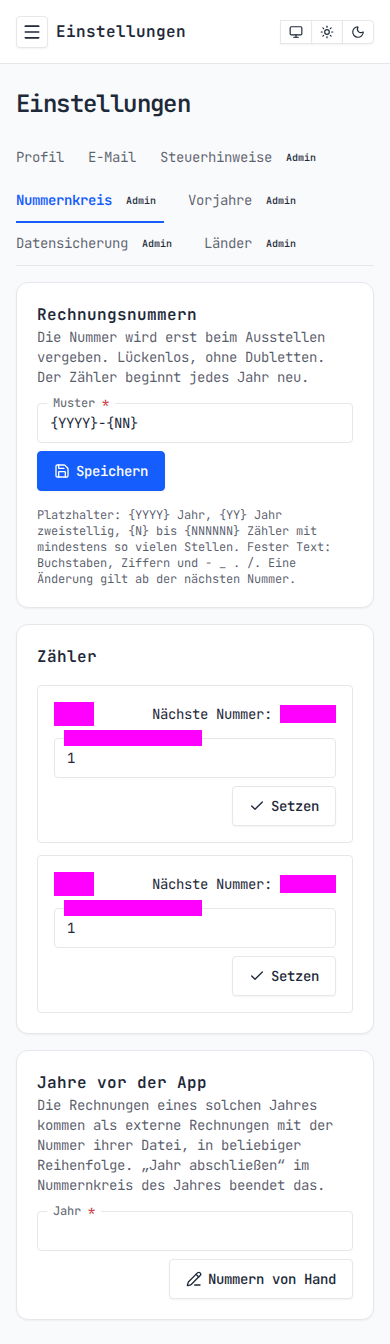 Einstellungen
Einstellungen
Profil E-Mail Steuerhinweise Admin
Nummernkreis Admin Vorjahre Admin
Datensicherung Admin Länder Admin
Rechnungsnummern
Die Nummer wird erst beim Ausstellen
vergeben. Lückenlos, ohne Dubletten.
Der Zähler beginnt jedes Jahr neu.
Muster *
{YYYY}-{NN}
Speichern
Platzhalter: {YYYY} Jahr, {YY} Jahr
zweistellig, {N} bis {NNNNNN} Zähler mit
mindestens so vielen Stellen. Fester Text:
Buchstaben, Ziffern und - _ . /. Eine
Änderung gilt ab der nächsten Nummer.
Zähler
Nächste Nummer:
1
Setzen
Nächste Nummer:
1
Setzen
Jahre vor der App
Die Rechnungen eines solchen Jahres
kommen als externe Rechnungen mit der
Nummer ihrer Datei, in beliebiger
Reihenfolge. „Jahr abschließen“ im
Nummernkreis des Jahres beendet das.
Jahr *
Nummern von Hand